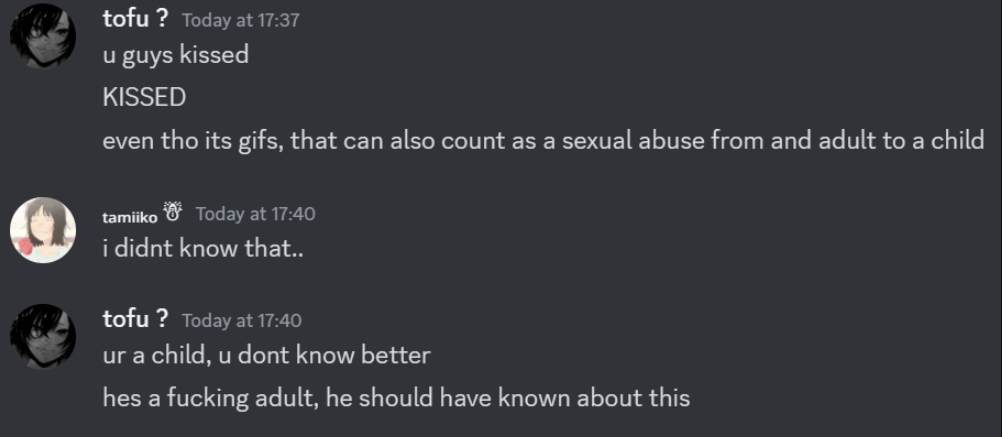 tofu ? Today at 17:37
u guys kissed
KISSED
even tho its gifs, that can also count as a sexual abuse from and adult to a child
tamiiko ☃ Today at 17:40
i didnt know that..
tofu ? Today at 17:40
ur a child, u dont know better
hes a fucking adult, he should have known about this